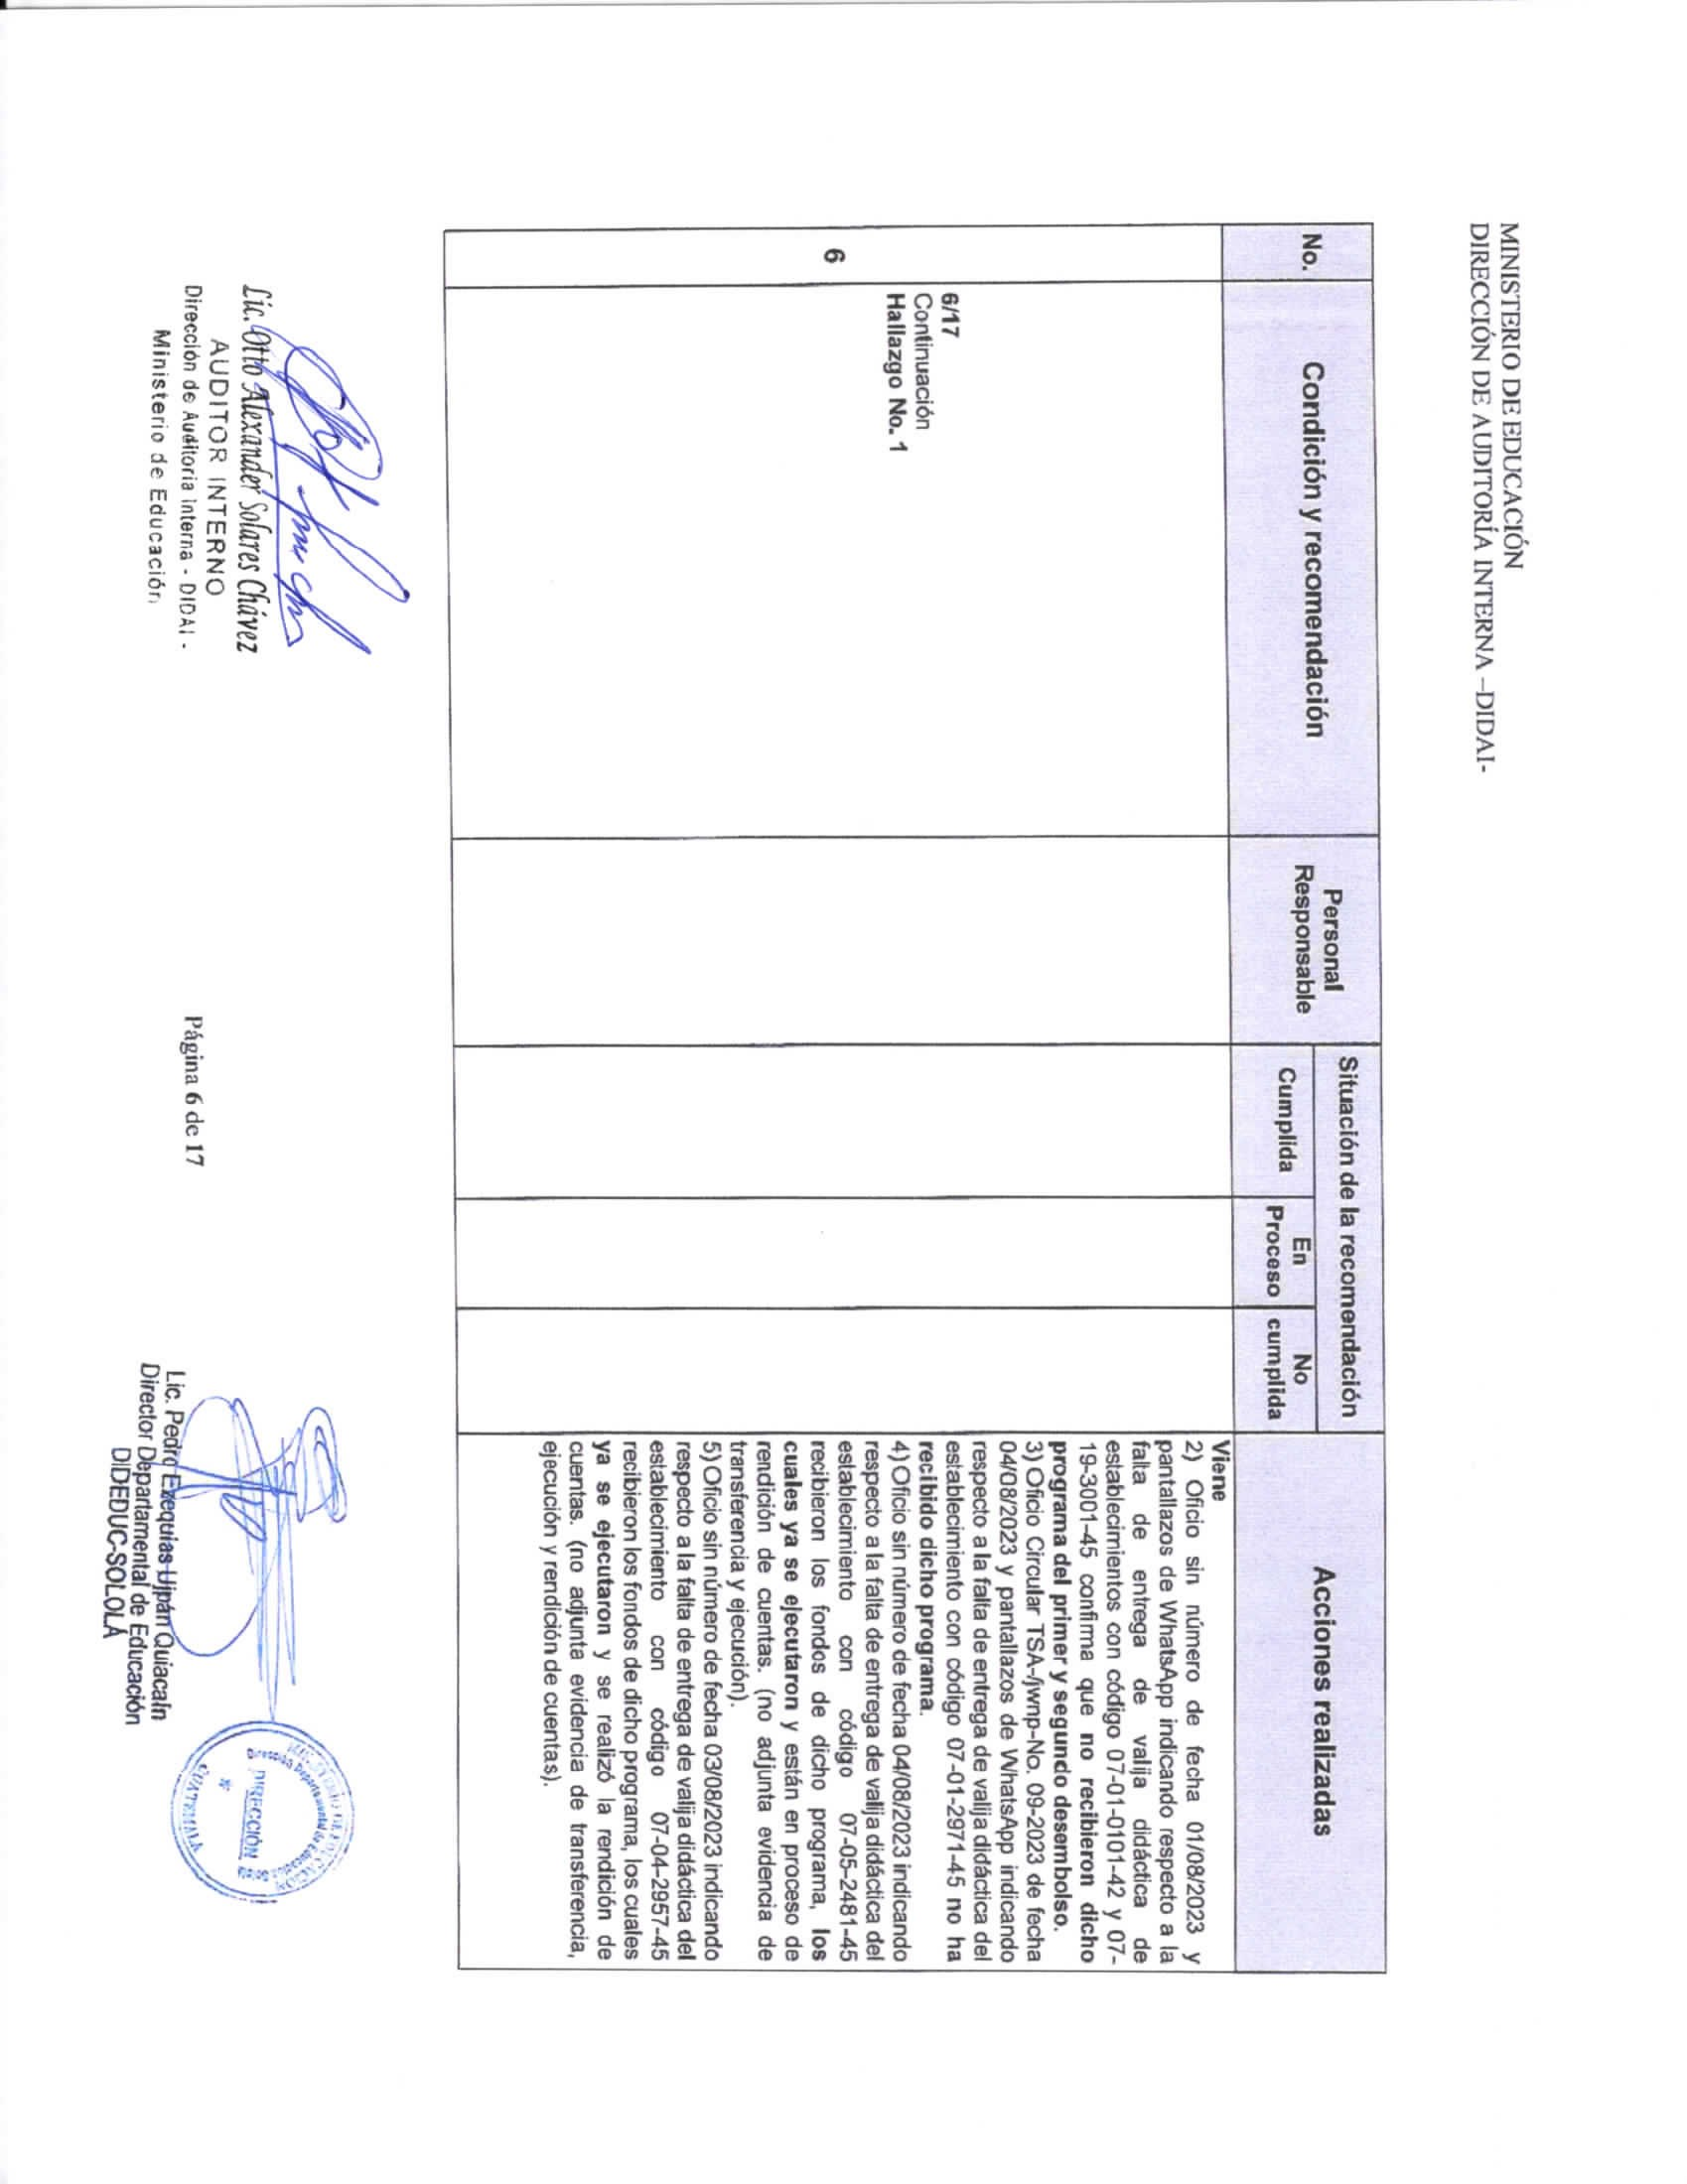 MINISTERIO DE EDUCACIÓN
DIRECCIÓN DE AUDITORÍA INTERNA –DIDAI-
No.
Condición y recomendación
Personal
Responsable
Situación de la recomendación
Cumplida
En
Proceso
No
cumplida
Acciones realizadas
6
6/17
Continuación
Hallazgo No. 1
Viene
2) Oficio sin número de fecha 01/08/2023 y
pantallazos de WhatsApp indicando respecto a la
falta de entrega de valija didáctica de
establecimientos con código 07-01-0101-42 y 07-
19-3001-45 confirma que no recibieron dicho
programa del primer y segundo desembolso.
3) Oficio Circular TSA-/jwnp-No. 09-2023 de fecha
04/08/2023 y pantallazos de WhatsApp indicando
respecto a la falta de entrega de valija didáctica del
establecimiento con código 07-01-2971-45 no ha
recibido dicho programa.
4) Oficio sin número de fecha 04/08/2023 indicando
respecto a la falta de entrega de valija didáctica del
establecimiento con código 07-05-2481-45
recibieron los fondos de dicho programa, los
cuales ya se ejecutaron y están en proceso de
rendición de cuentas. (no adjunta evidencia de
transferencia y ejecución).
5) Oficio sin número de fecha 03/08/2023 indicando
respecto a la falta de entrega de valija didáctica del
establecimiento con código 07-04-2957-45
recibieron los fondos de dicho programa, los cuales
ya se ejecutaron y se realizó la rendición de
cuentas. (no adjunta evidencia de transferencia,
ejecución y rendición de cuentas).
Lic. Otto Alexander Solares Chávez
AUDITOR INTERNO
Dirección de Auditoria Interna - DIDAI -
Ministerio de Educación
Página 6 de 17
Lic. Pedro Ezequías Ujpán Quiacaín
Director Departamental de Educación
DIDEDUC-SOLOLÁ
DIRECCIÓN
GUATEMALA